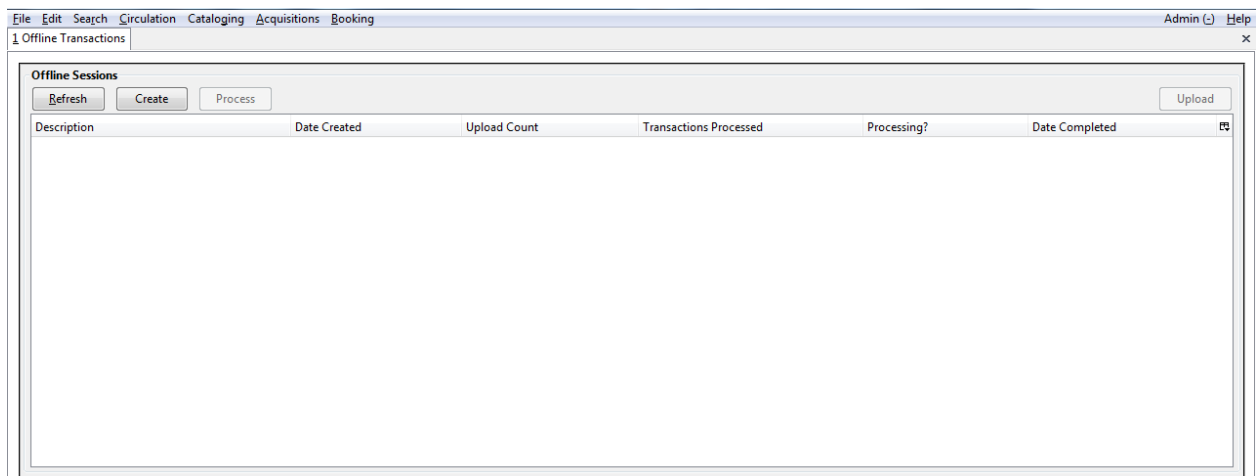 File Edit Search Circulation Cataloging Acquisitions Booking Admin (-) Help
1 Offline Transactions
Offline Sessions
Refresh Create Process Upload
Description Date Created Upload Count Transactions Processed Processing? Date Completed